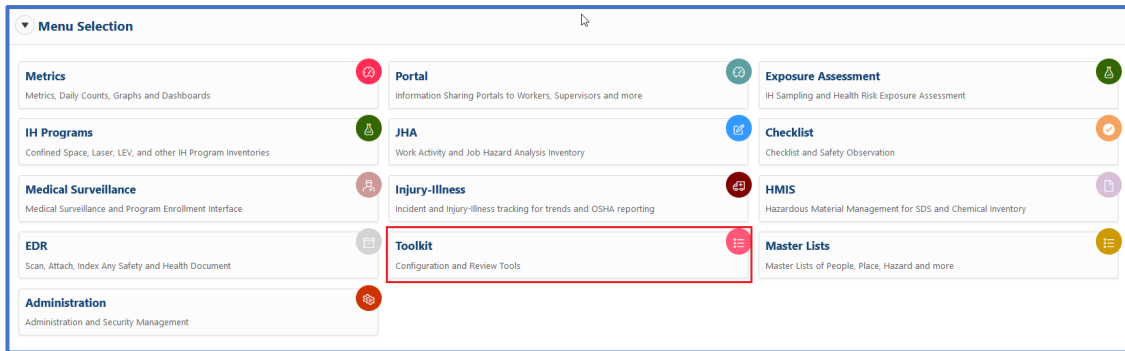 Menu Selection
Metrics
Metrics, Daily Counts, Graphs and Dashboards
Portal
Information Sharing Portals to Workers, Supervisors and more
Exposure Assessment
IH Sampling and Health Risk Exposure Assessment
IH Programs
Confined Space, Laser, LEV, and other IH Program Inventories
JHA
Work Activity and Job Hazard Analysis Inventory
Checklist
Checklist and Safety Observation
Medical Surveillance
Medical Surveillance and Program Enrollment Interface
Injury-Illness
Incident and Injury-Illness tracking for trends and OSHA reporting
HMIS
Hazardous Material Management for SDS and Chemical Inventory
EDR
Scan, Attach, Index Any Safety and Health Document
Toolkit
Configuration and Review Tools
Master Lists
Master Lists of People, Place, Hazard and more
Administration
Administration and Security Management